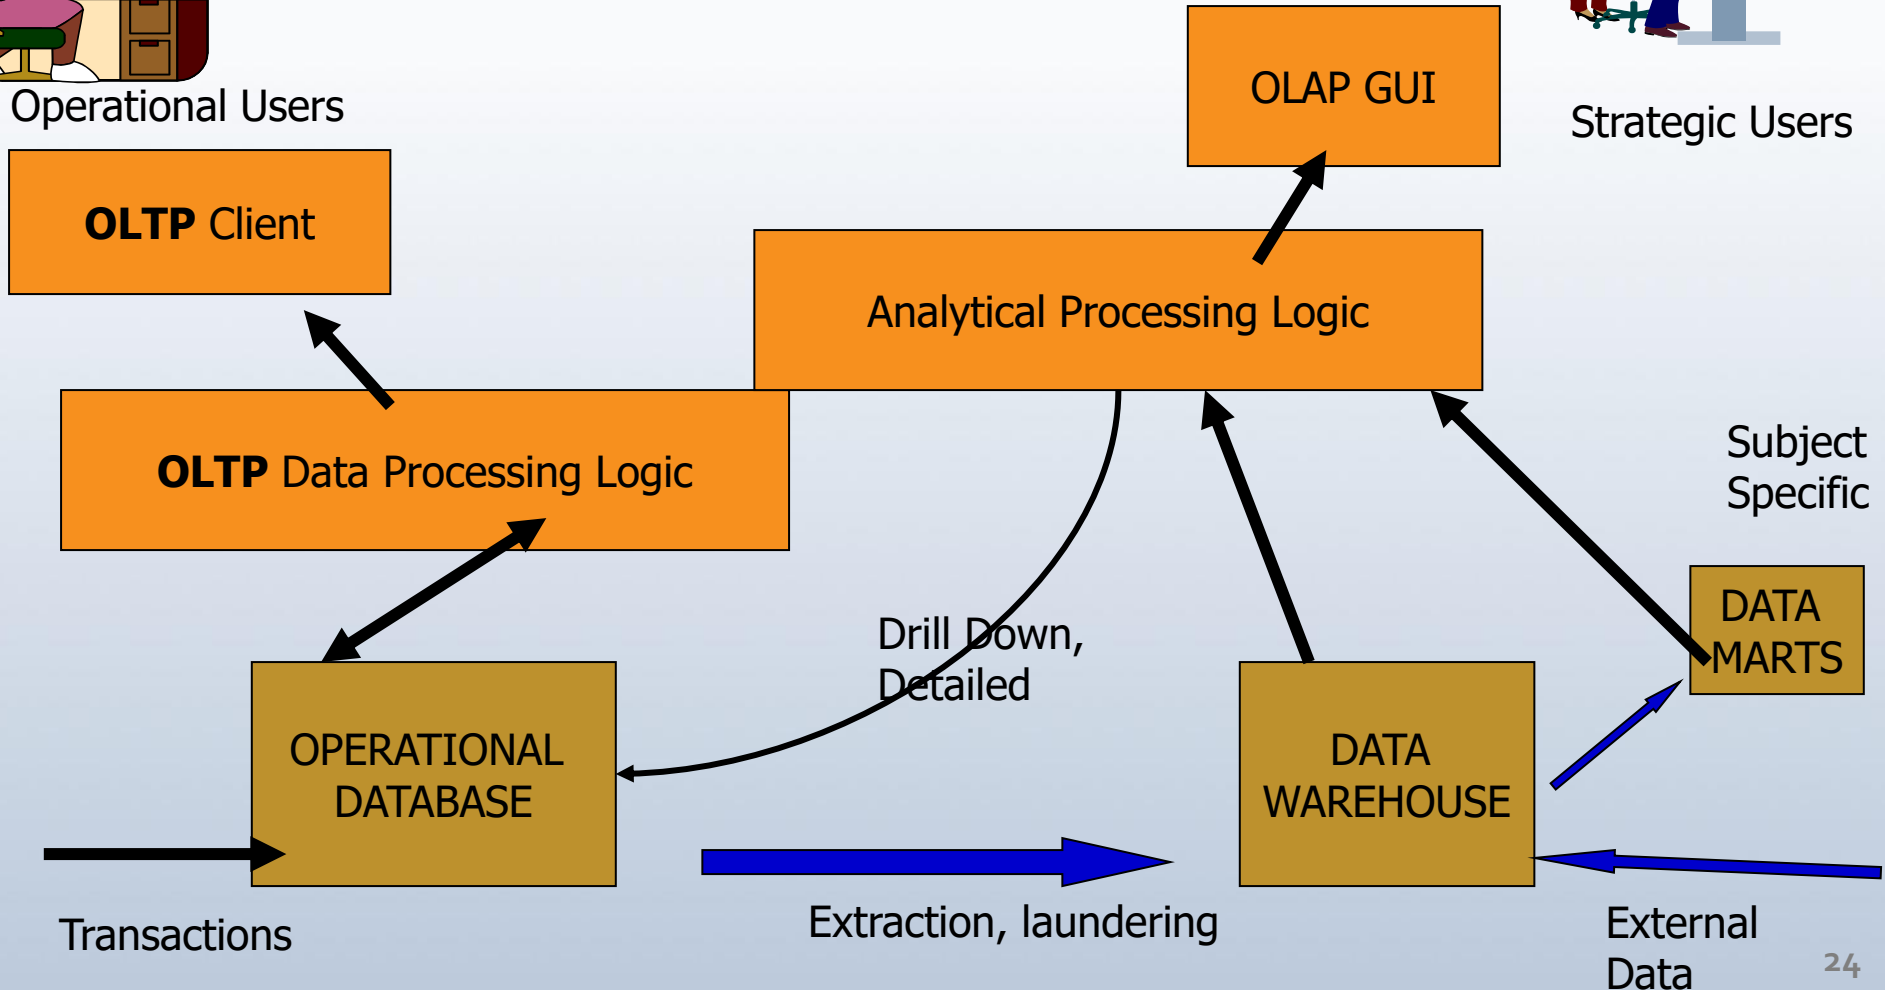 Operational Users
OLAP GUI
Strategic Users
OLTP Client
Analytical Processing Logic
OLTP Data Processing Logic
Subject
Specific
Drill Down,
Detailed
DATA
MARTS
OPERATIONAL
DATABASE
DATA
WAREHOUSE
Transactions
Extraction, laundering
External
Data
24